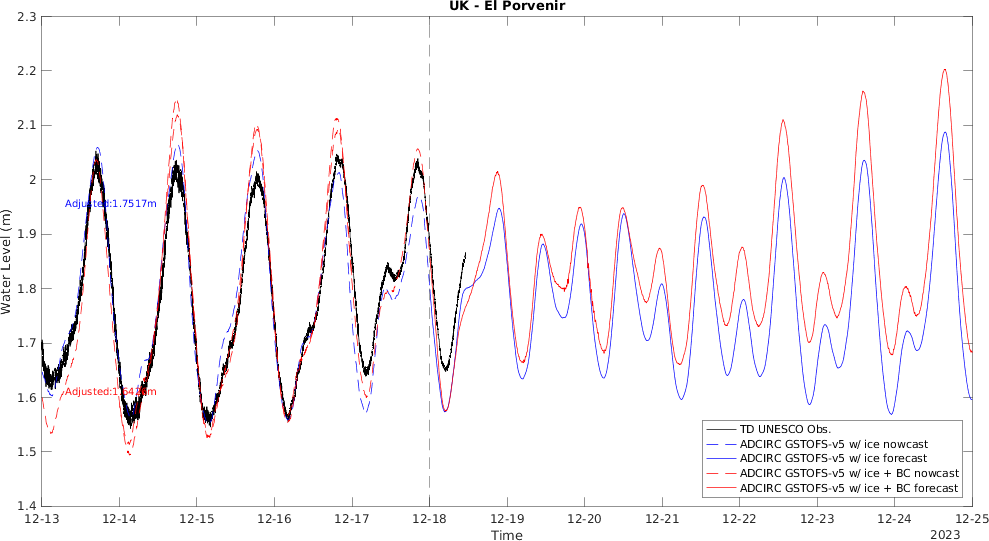 UK - El Porvenir
2.3
2.2
2.1
2
1.9
1.8
1.7
1.6
1.5
1.4
Water Level (m)
Adjusted:1.7517m
TD UNESCO Obs.
ADCIRC GSTOFS-v5 w/ ice nowcast
ADCIRC GSTOFS-v5 w/ ice forecast
ADCIRC GSTOFS-v5 w/ ice + BC nowcast
ADCIRC GSTOFS-v5 w/ ice + BC forecast
12-13 12-14 12-15 12-16 12-17 12-18 12-19 12-20 12-21 12-22 12-23 12-24 12-25
Time
2023